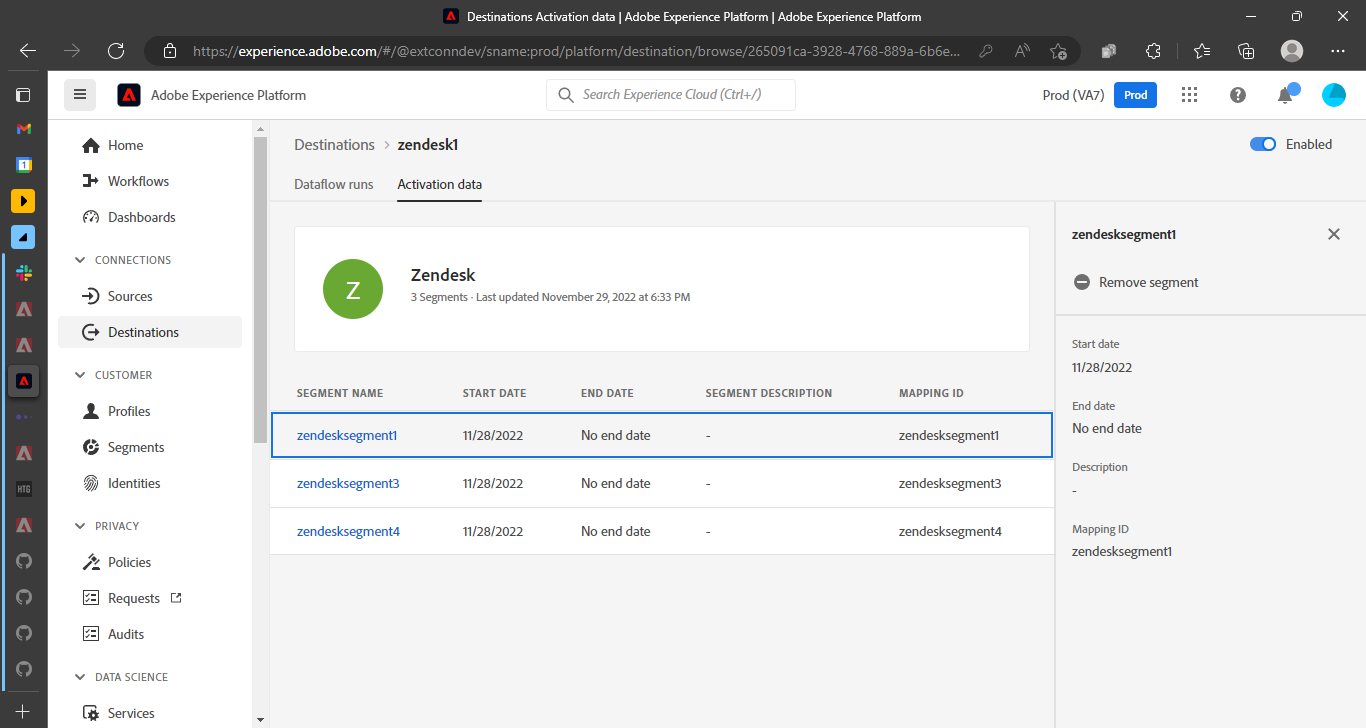 Destinations Activation data | Adobe Experience Platform | Adobe Experience Platform
https://experience.adobe.com/#/@extconndev/sname:prod/platform/destination/browse/265091ca-3928-4768-889a-6b6e...
Adobe Experience Platform
Search Experience Cloud (Ctrl+/)
Prod (VA7)
Prod
Home
Workflows
Dashboards
CONNECTIONS
Sources
Destinations
CUSTOMER
Profiles
Segments
Identities
PRIVACY
Policies
Requests
Audits
DATA SCIENCE
Services
1
HTG
Destinations > zendesk1
Enabled
Dataflow runs
Activation data
Z
Zendesk
3 Segments · Last updated November 29, 2022 at 6:33 PM
SEGMENT NAME START DATE END DATE SEGMENT DESCRIPTION MAPPING ID
zendesksegment1 11/28/2022 No end date - zendesksegment1
zendesksegment3 11/28/2022 No end date - zendesksegment3
zendesksegment4 11/28/2022 No end date - zendesksegment4
zendesksegment1
Remove segment
Start date
11/28/2022
End date
No end date
Description
-
Mapping ID
zendesksegment1